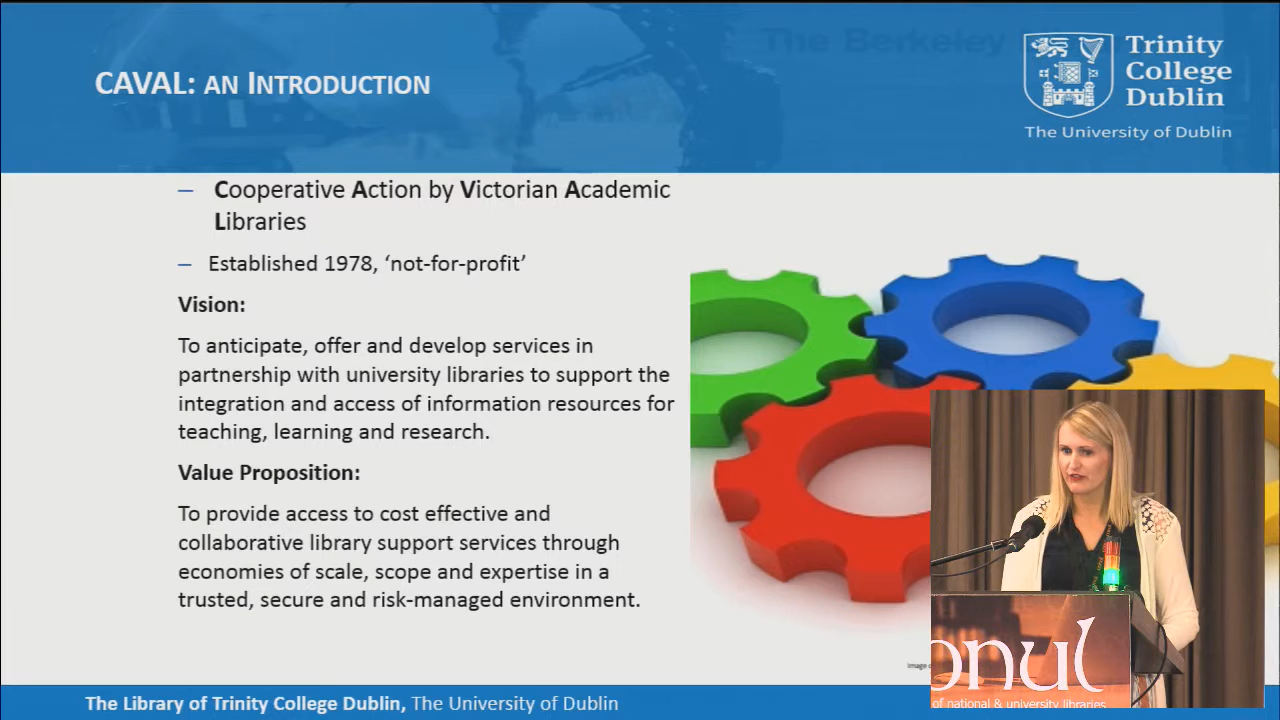 The Berkeley
CAVAL: AN INTRODUCTION
Trinity
College
Dublin
The University of Dublin
– Cooperative Action by Victorian Academic
Libraries
– Established 1978, ‘not-for-profit’
Vision:
To anticipate, offer and develop services in
partnership with university libraries to support the
integration and access of information resources for
teaching, learning and research.
Value Proposition:
To provide access to cost effective and
collaborative library support services through
economies of scale, scope and expertise in a
trusted, secure and risk-managed environment.
Image
onul
of national & university libraries
The Library of Trinity College Dublin, The University of Dublin